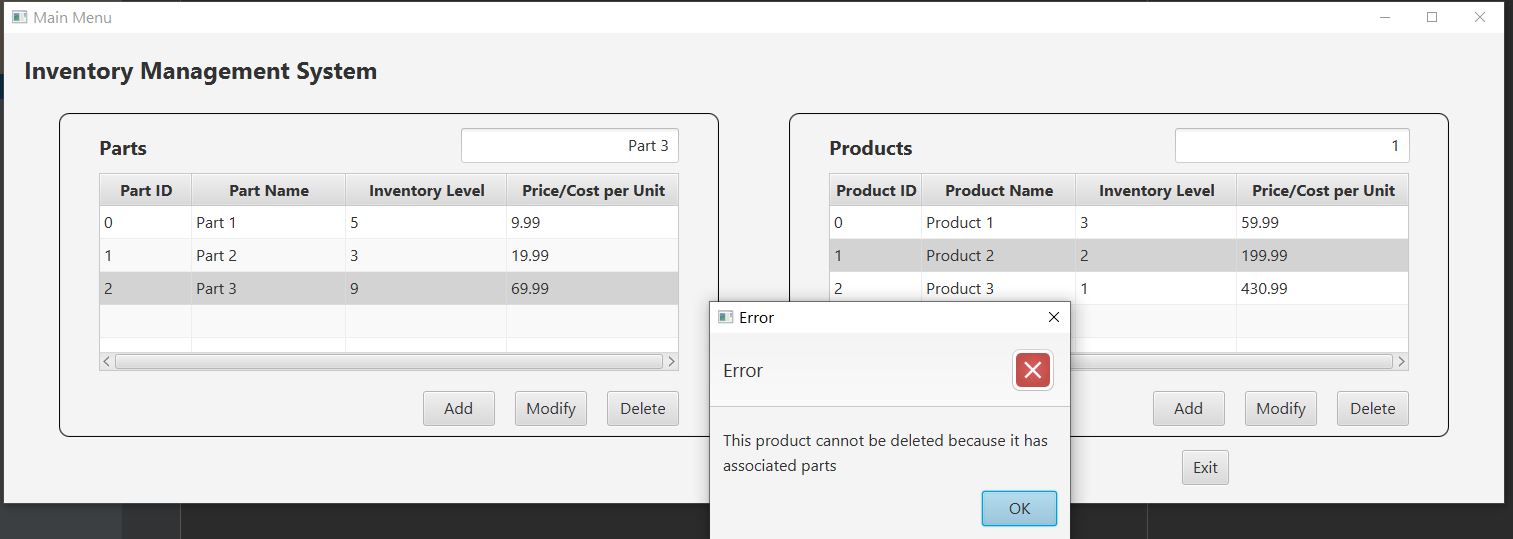 Main Menu
Inventory Management System
Parts
Part 3
Part ID Part Name Inventory Level Price/Cost per Unit
0 Part 1 5 9.99
1 Part 2 3 19.99
2 Part 3 9 69.99
Add Modify Delete
Products
1
Product ID Product Name Inventory Level Price/Cost per Unit
0 Product 1 3 59.99
1 Product 2 2 199.99
2 Product 3 1 430.99
Add Modify Delete
Exit
Error
Error
This product cannot be deleted because it has
associated parts
OK